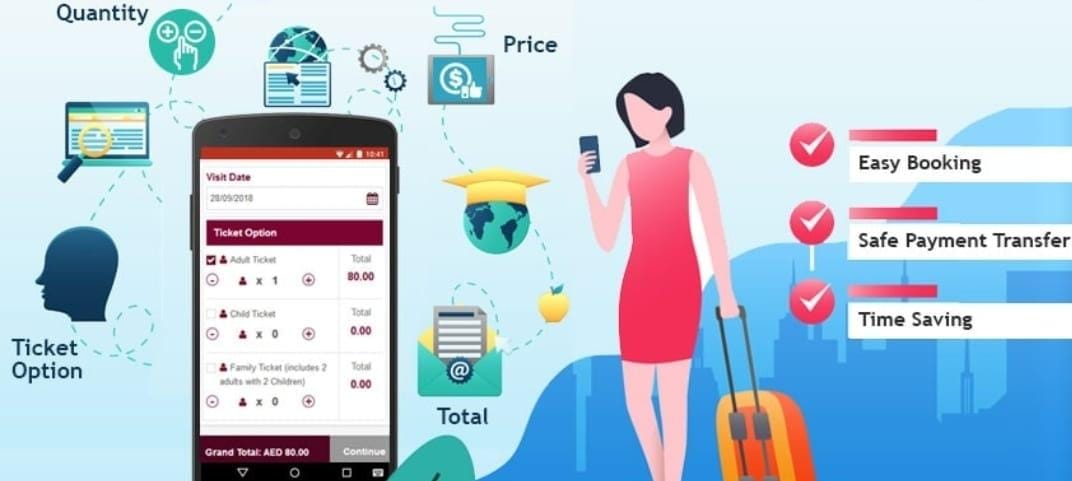 Quantity
Price
Ticket
Option
Total
10:41
Visit Date
28/09/2018
Ticket Option
Adult Ticket
Total
x 1
80.00
Child Ticket
Total
x 0
0.00
Family Ticket (includes 2
adults with 2 Children)
Total
x 0
0.00
Grand Total: AED 80.00
Continue
$
@
Easy Booking
Safe Payment Transfer
Time Saving